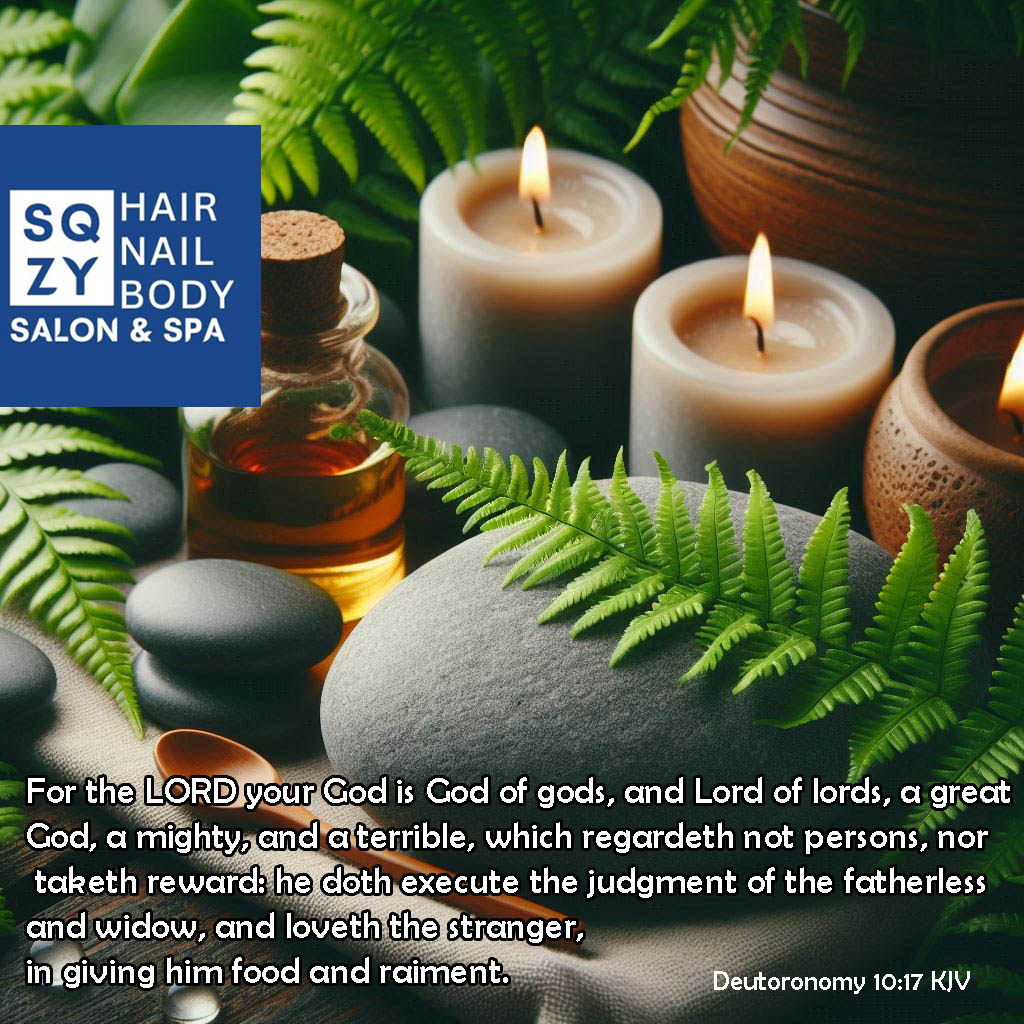 SQ
ZY
HAIR
NAIL
BODY
SALON & SPA
For the LORD your God is God of gods, and Lord of lords, a great
God, a mighty, and a terrible, which regardeth not persons, nor
taketh reward: he doth execute the judgment of the fatherless
and widow, and loveth the stranger,
in giving him food and raiment.
Deutoronomy 10:17 KJV